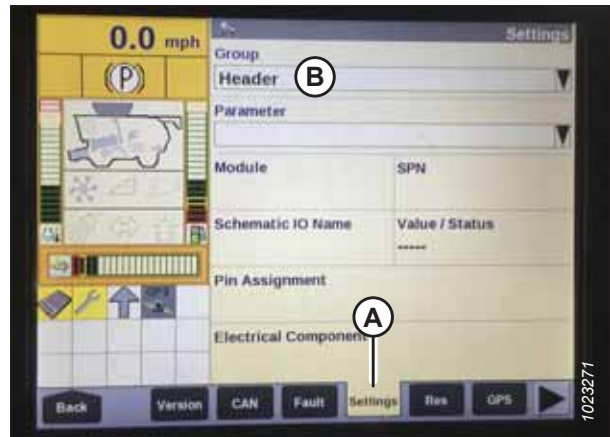 0.0 mph
(P)
Settings
Group
Header
B
Parameter
Module
SPN
Schematic IO Name
Value / Status
-----
Pin Assignment
A
Electrical Component
Back
Version
CAN
Fault
Settings
Res
GPS
1023271